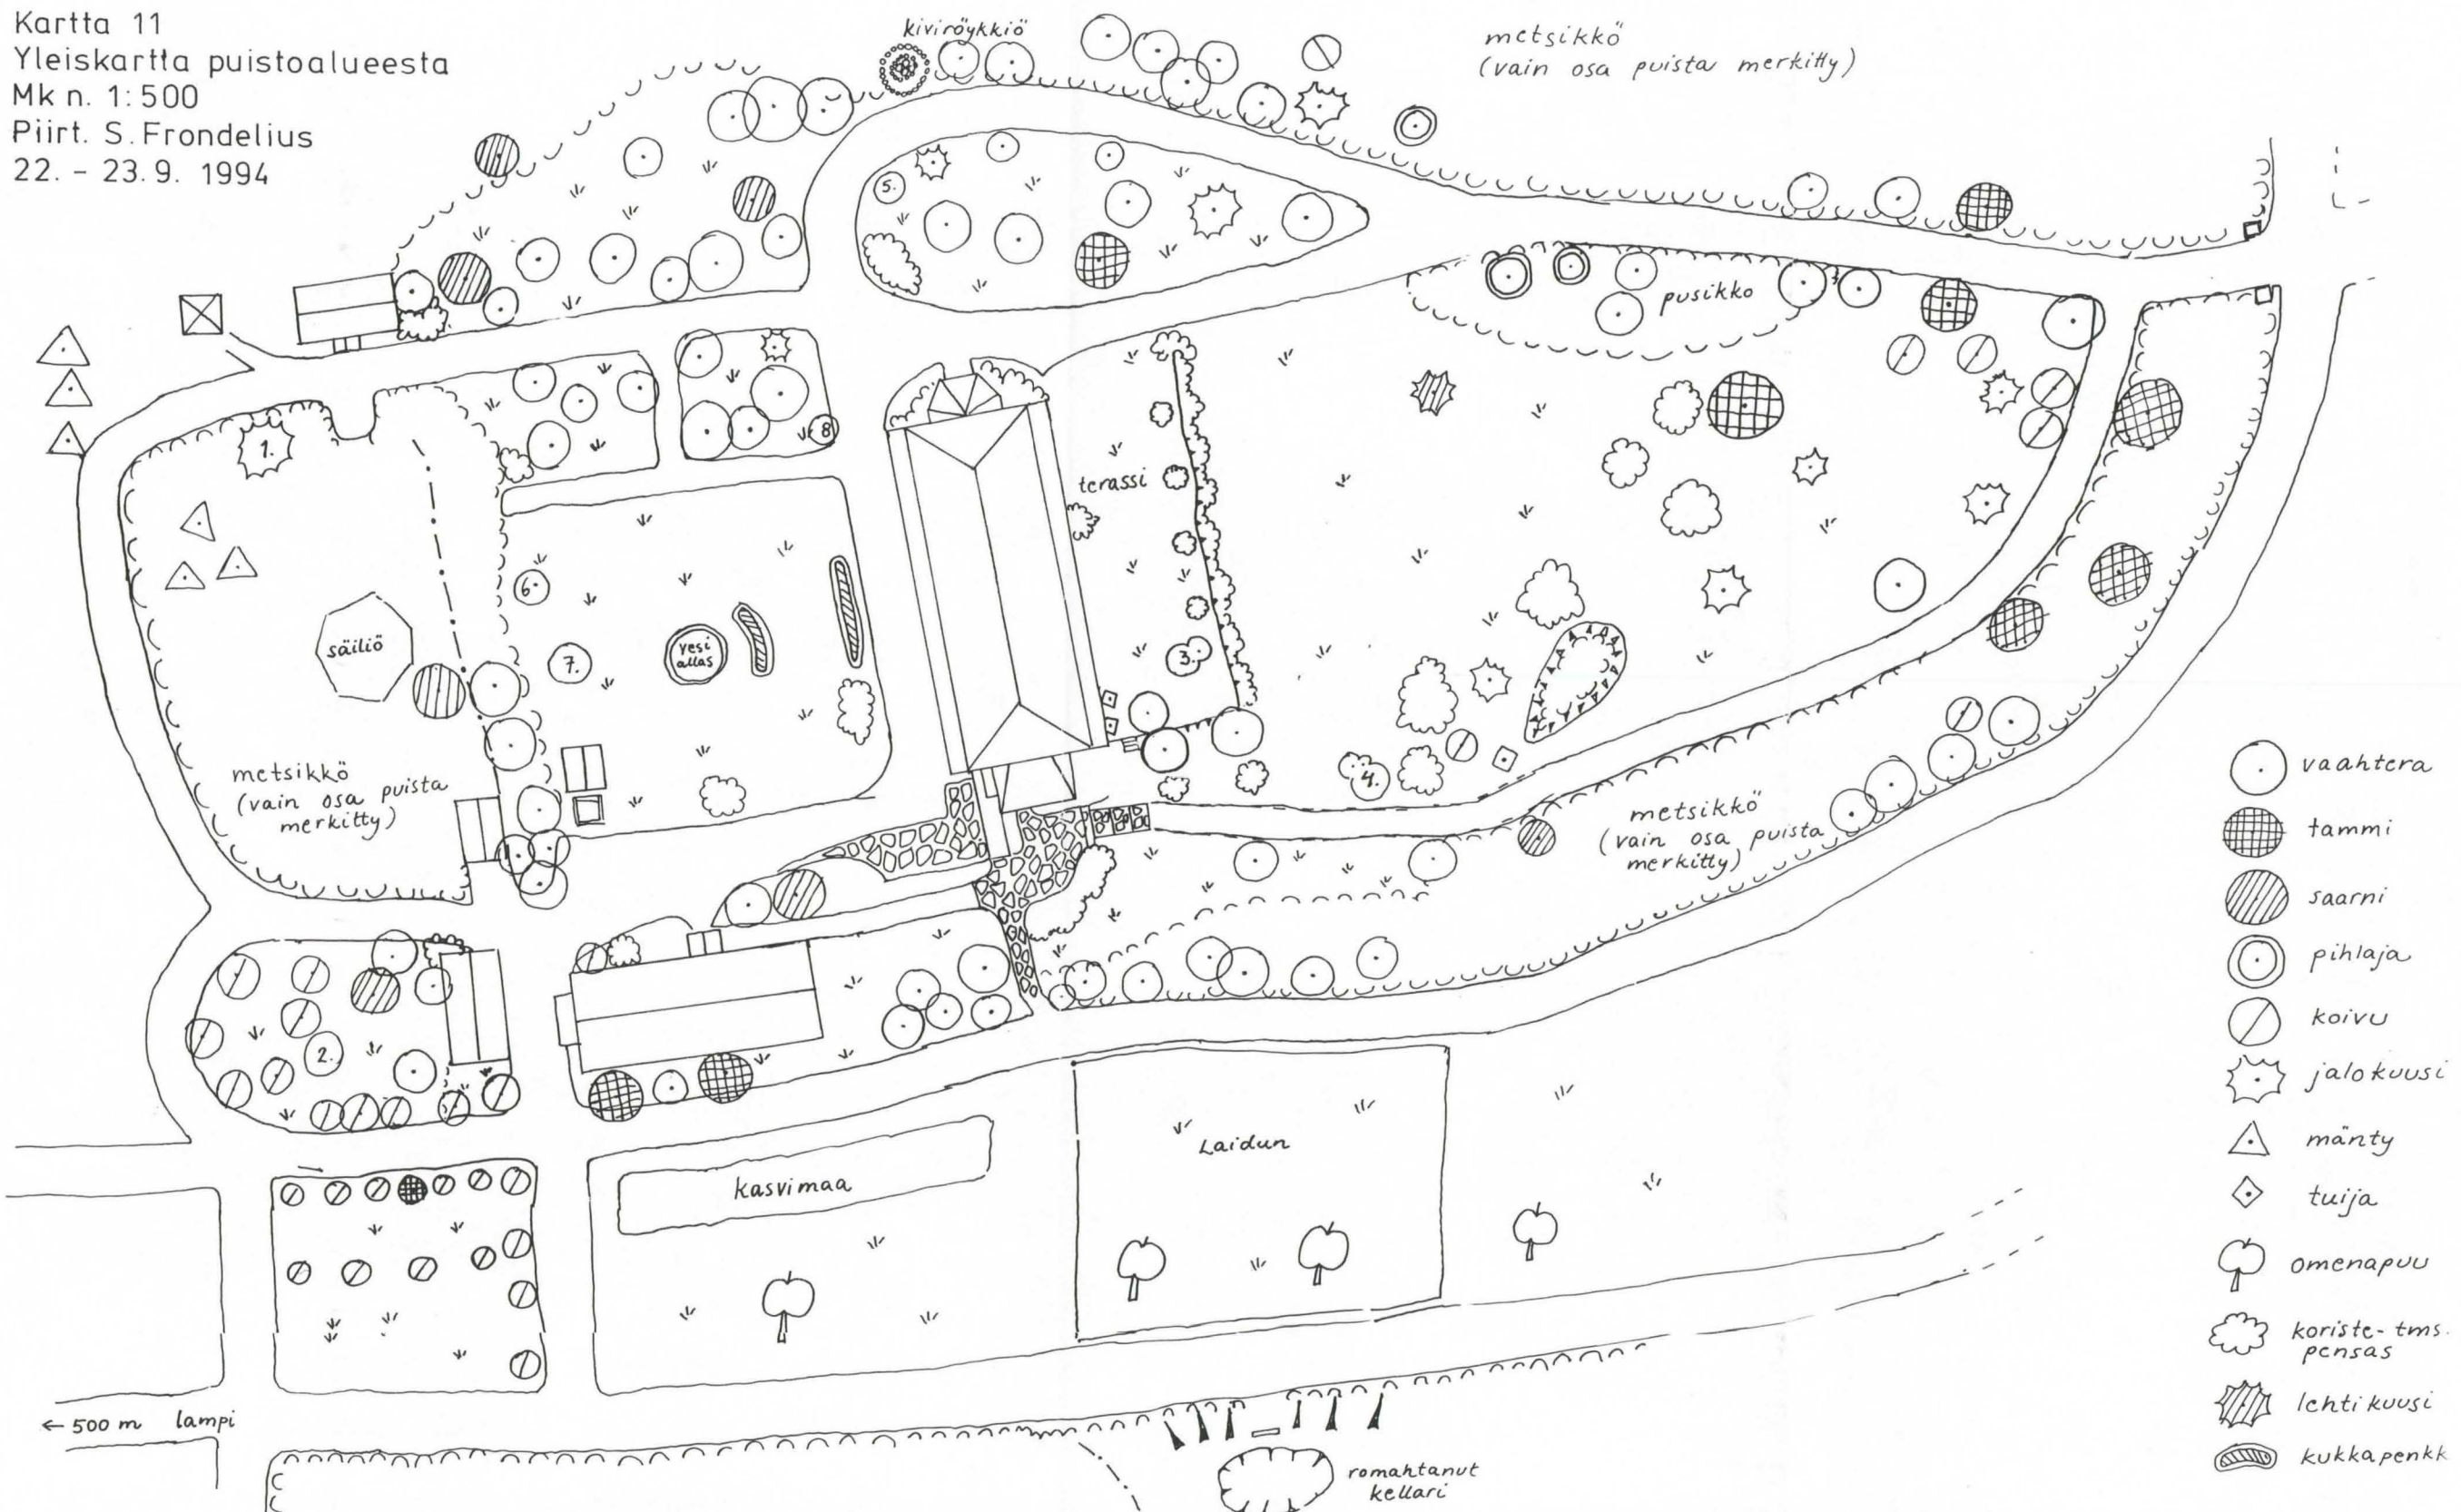 Kartta 11
Yleiskartta puistoalueesta
Mk n. 1:500
Piirt. S. Frondelius
22. – 23.9. 1994
kiviröykkiö
metsikkö
(vain osa puista merkitty)
5.
pusikko
1.
8
terassi
6.
säiliö
7.
vesi
allas
3.
metsikkö
(vain osa puista
merkitty)
4.
metsikkö
(vain osa puista
merkitty)
2.
Laidun
kasvimaa
← 500 m lampi
romahtanut
kellari
vaahtera
tammi
saarni
pihlaja
koivu
jalokuusi
mänty
tuija
omenapuu
koriste- tms.
pensas
lehtikuusi
kukkapenkk